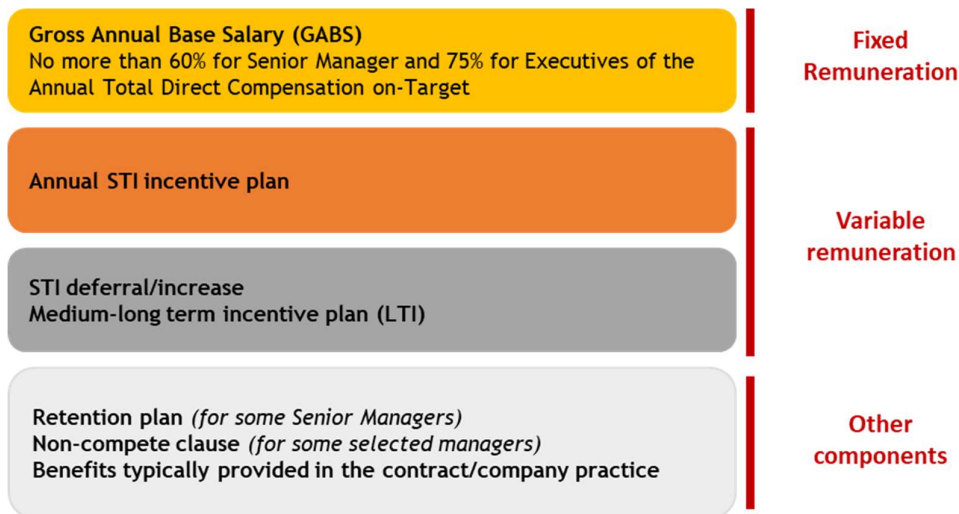 Gross Annual Base Salary (GABS)
No more than 60% for Senior Manager and 75% for Executives of the
Annual Total Direct Compensation on-Target
Fixed
Remuneration
Annual STI incentive plan
STI deferral/increase
Medium-long term incentive plan (LTI)
Variable
remuneration
Retention plan (for some Senior Managers)
Non-compete clause (for some selected managers)
Benefits typically provided in the contract/company practice
Other
components